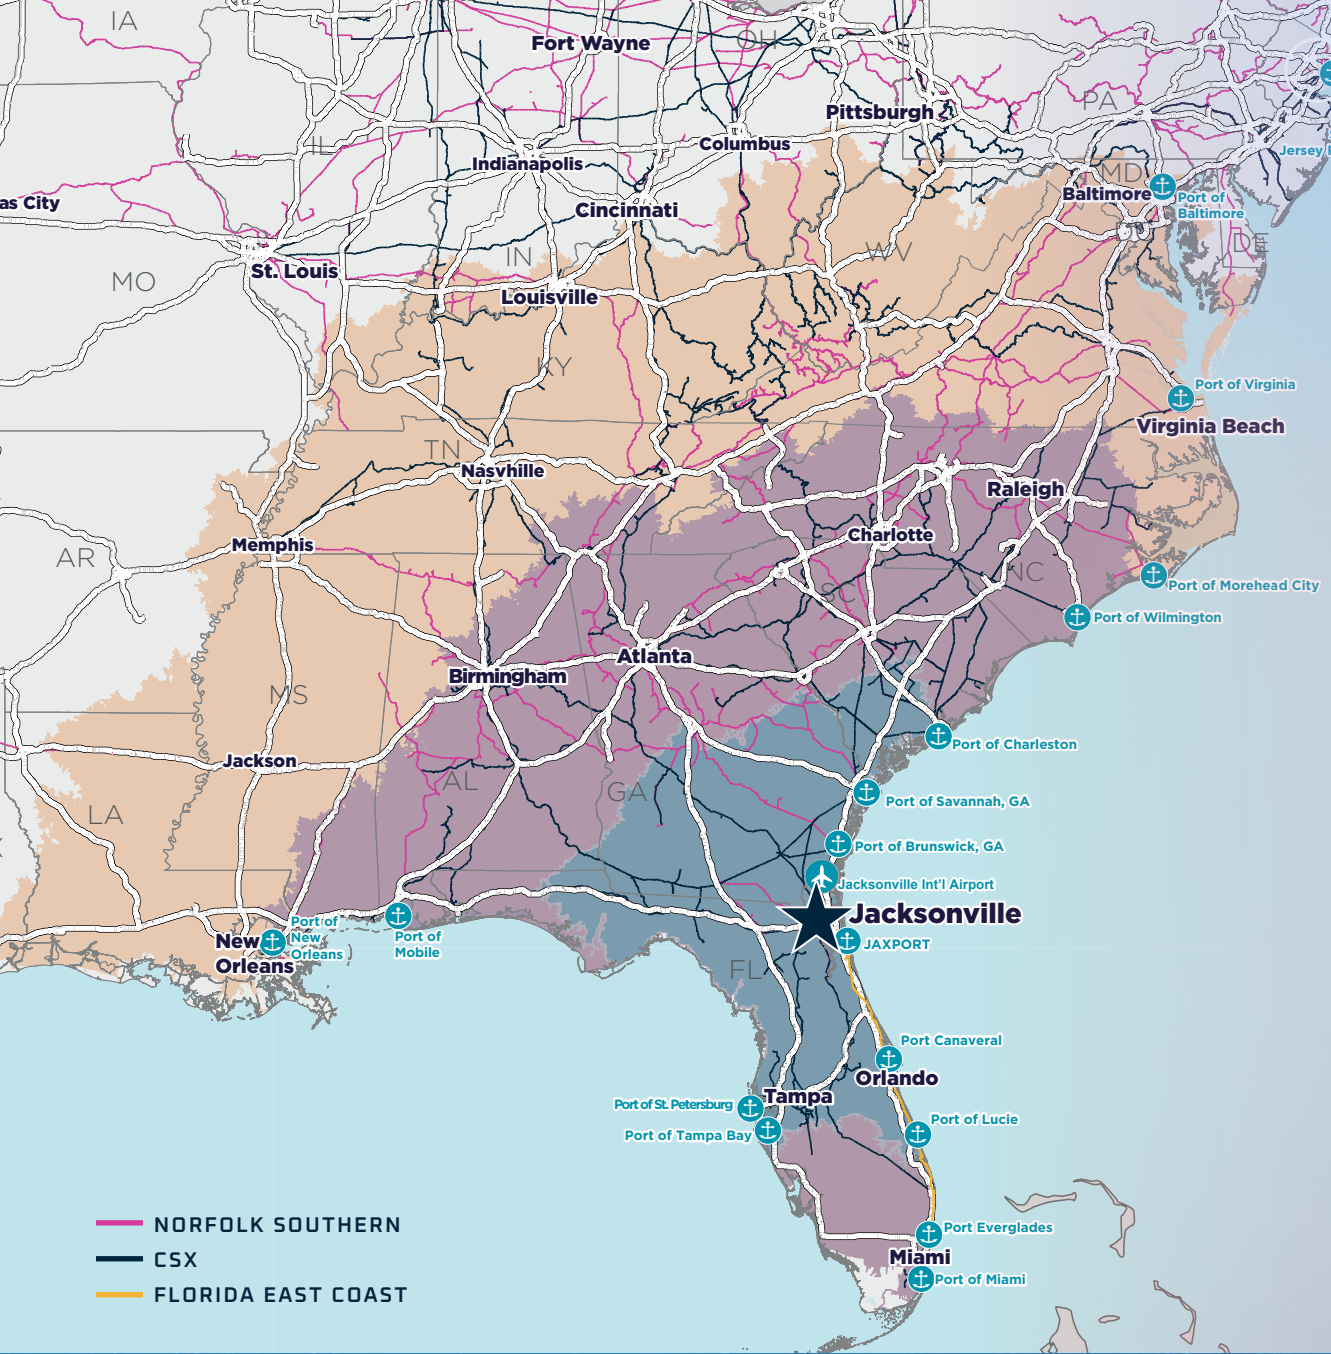 IA
Fort Wayne
OH
Pittsburgh
PA
IL
Columbus
Indianapolis
Jersey
MD
Baltimore
Port of
Baltimore
as City
Cincinnati
DE
WV
IN
St. Louis
MO
Louisville
KY
Port of Virginia
Virginia Beach
TN
Nasvhille
Raleigh
Charlotte
Memphis
AR
NC
SC
Port of Morehead City
Port of Wilmington
Atlanta
Birmingham
MS
Port of Charleston
Jackson
AL
GA
Port of Savannah, GA
LA
Port of Brunswick, GA
Jacksonville Int'l Airport
Jacksonville
JAXPORT
Port of
New
Orleans
New
Orleans
Port of
Mobile
FL
Port Canaveral
Orlando
Tampa
Port of St. Petersburg
Port of Tampa Bay
Port of Lucie
Port Everglades
Miami
Port of Miami
NORFOLK SOUTHERN
CSX
FLORIDA EAST COAST